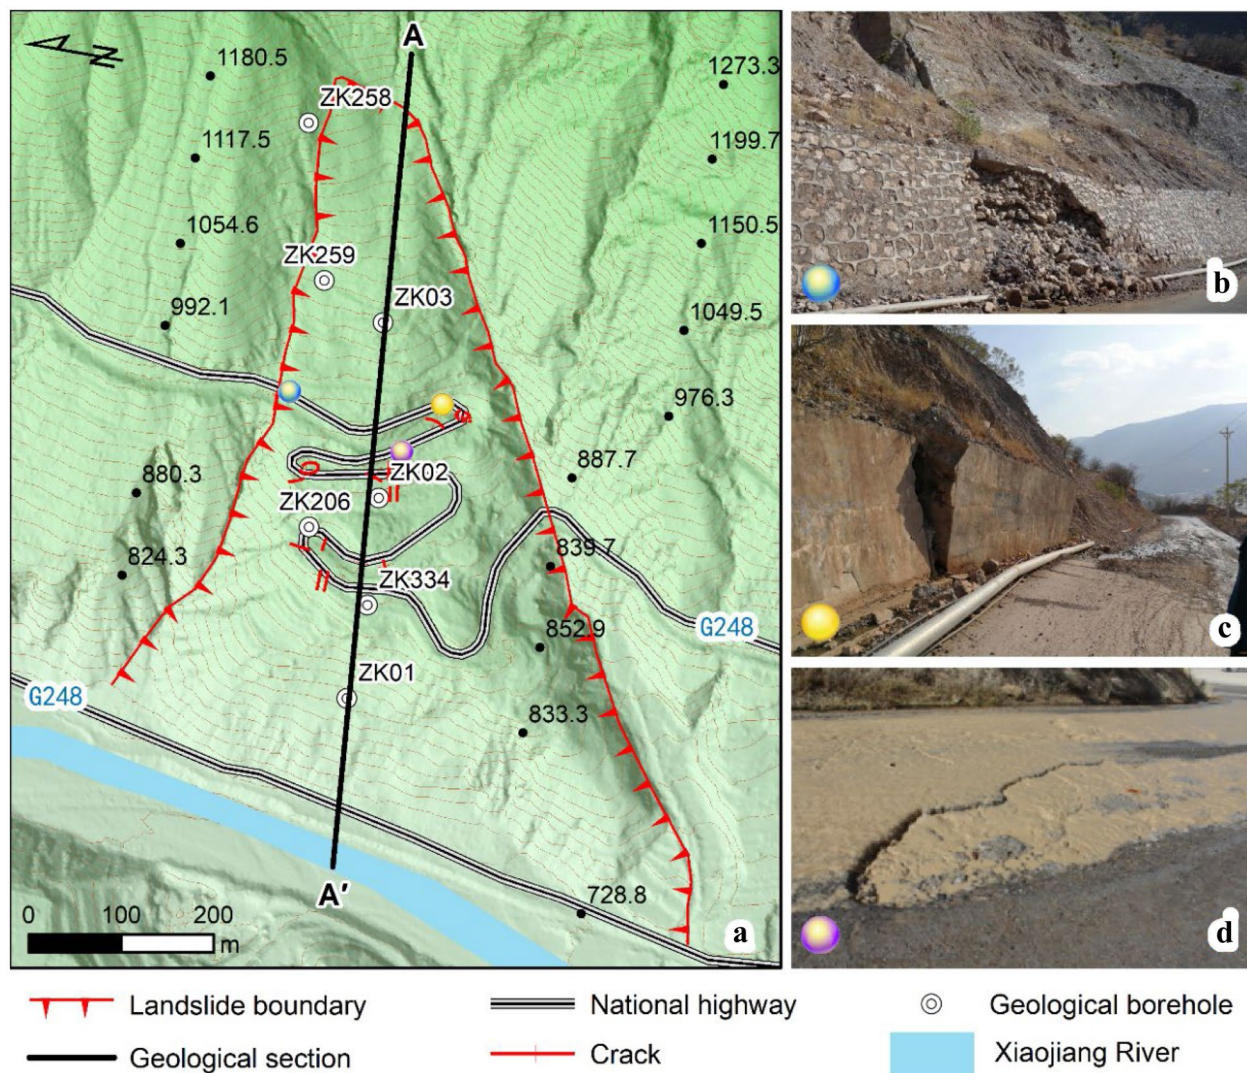 A
N
1180.5
1273.3
ZK258
1117.5
1199.7
1054.6
1150.5
ZK259
992.1
ZK03
1049.5
976.3
880.3
ZK02
887.7
ZK206
824.3
839.7
ZK334
G248
852.9
ZK01
G248
833.3
A′
728.8
0 100 200
m
a
b
c
d
Landslide boundary
National highway
Geological borehole
Geological section
Crack
Xiaojiang River